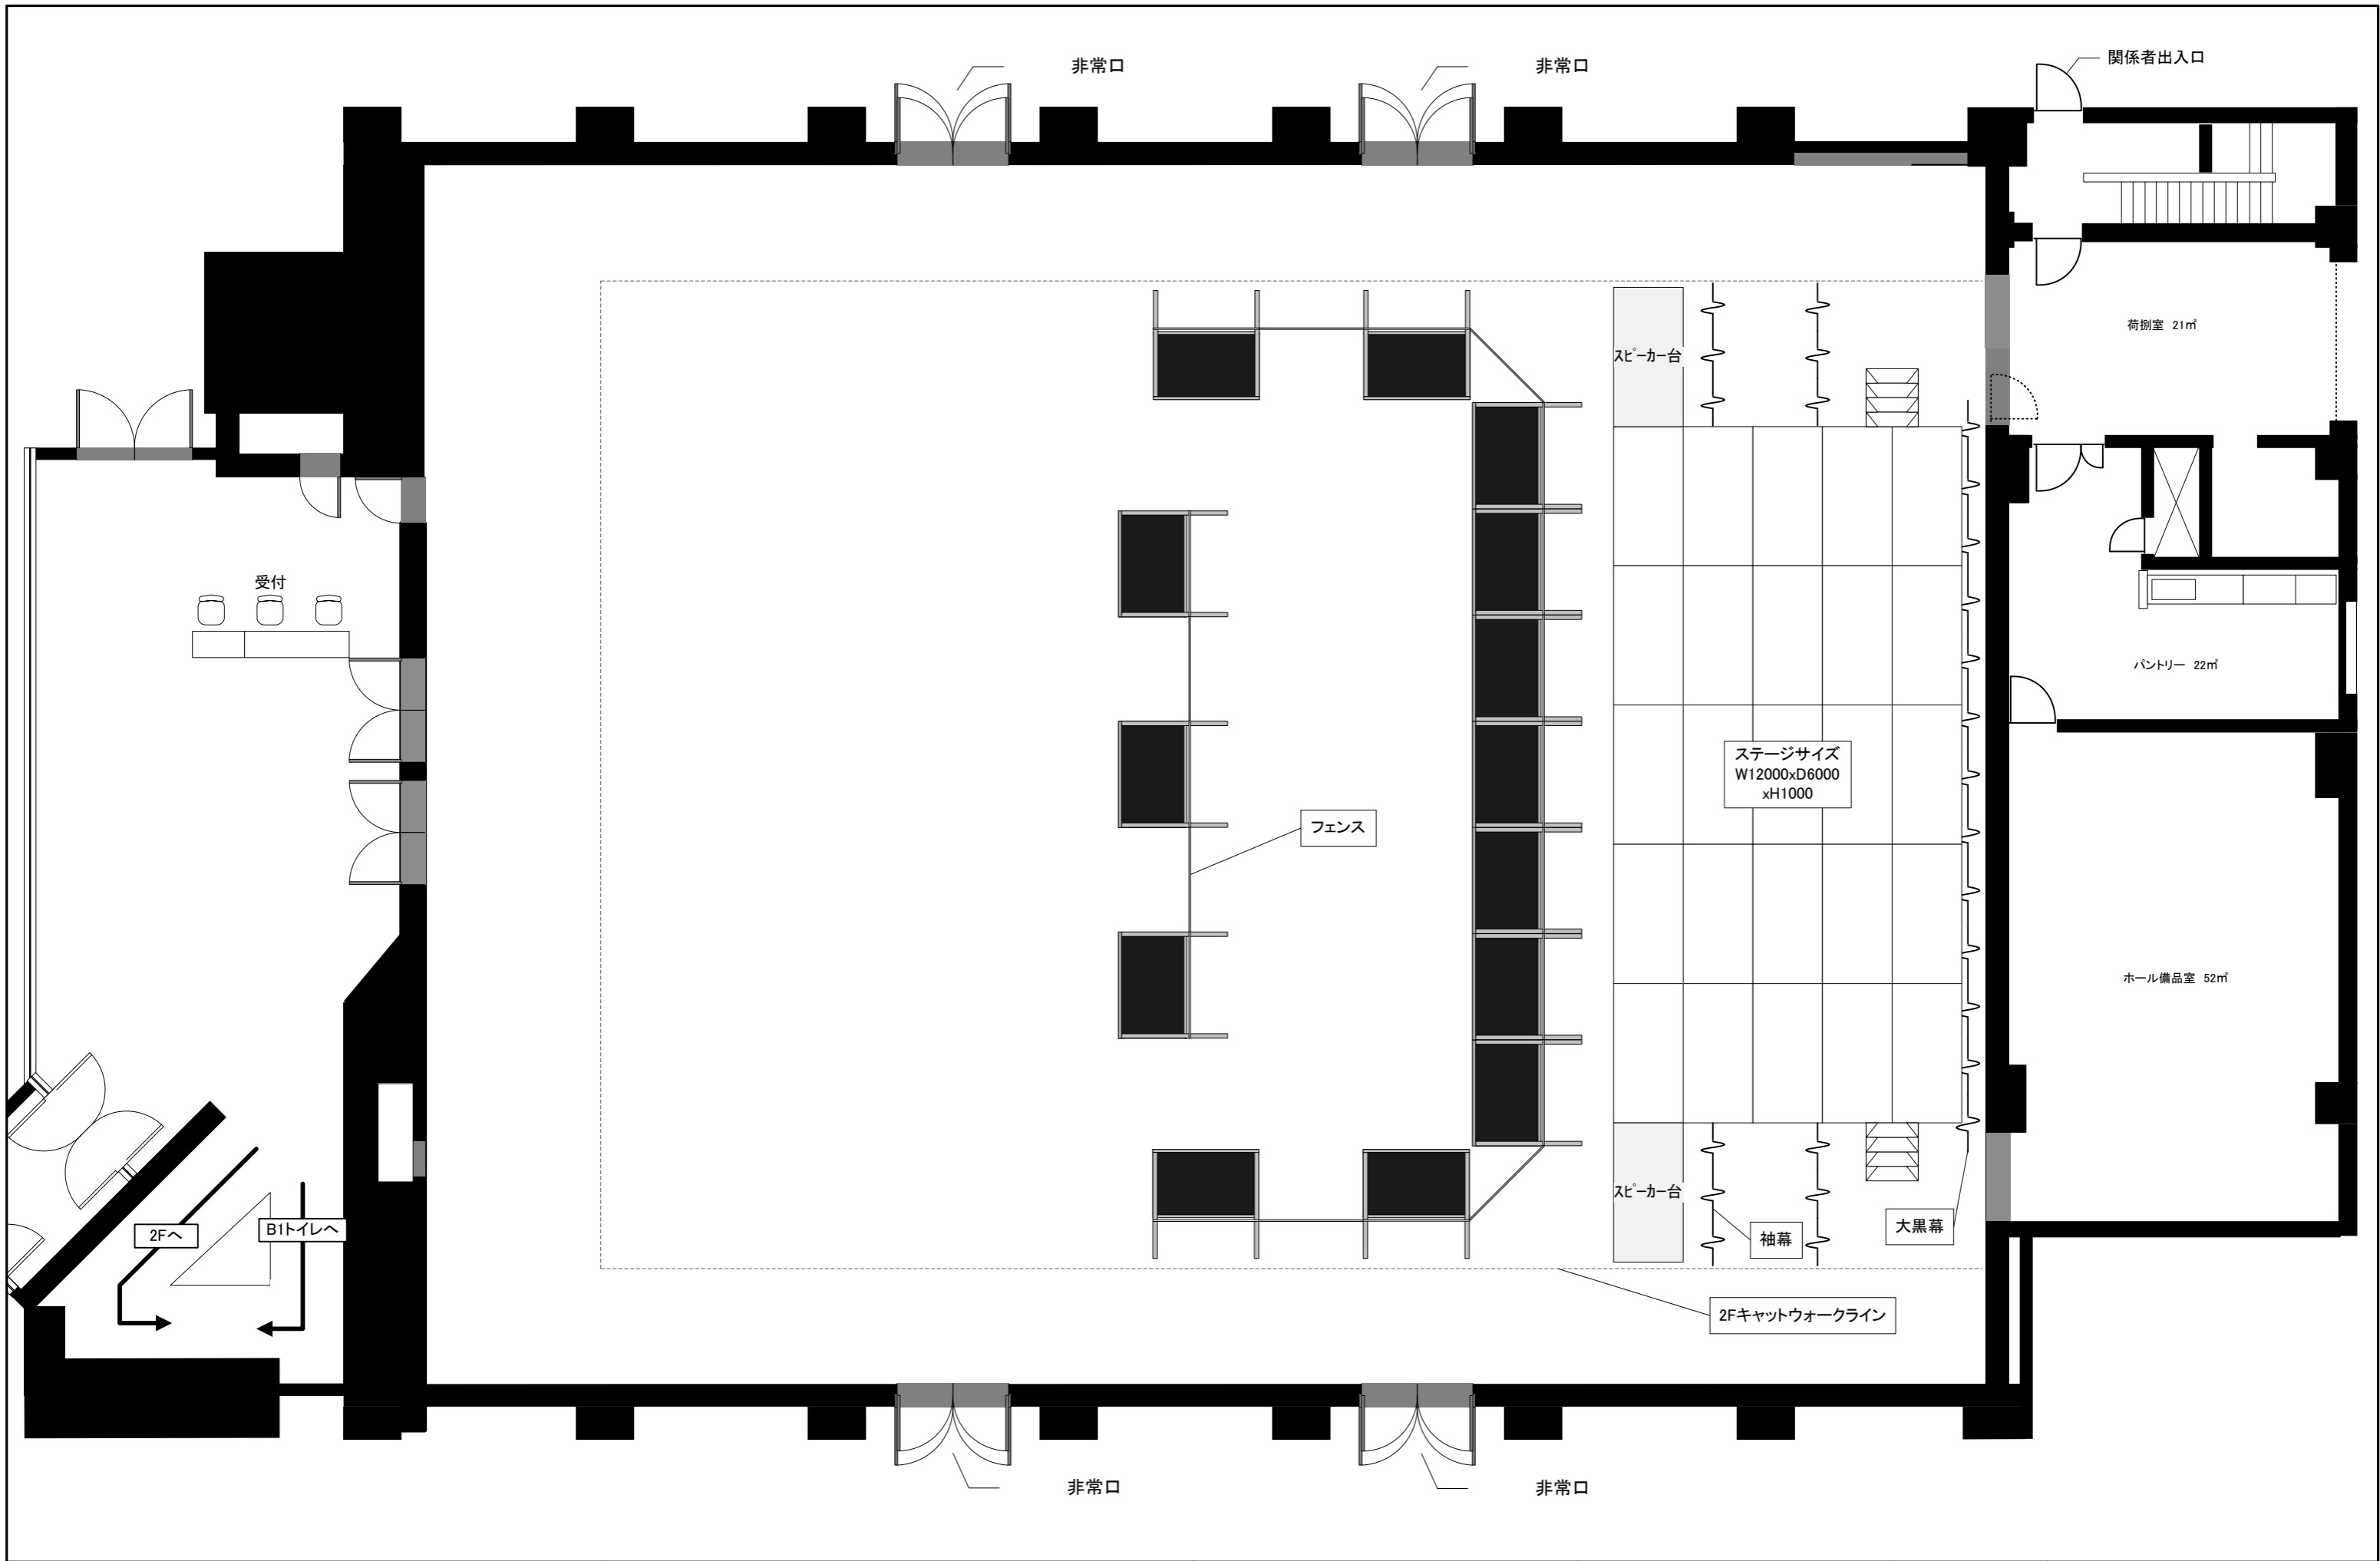 非常口
非常口
関係者出入口
荷捌室 21㎡
スピーカー台
受付
パントリー 22㎡
ステージサイズ
W12000xD6000
xH1000
フェンス
ホール備品室 52㎡
スピーカー台
2Fへ
B1トイレへ
袖幕
大黒幕
2Fキャットウォークライン
非常口
非常口